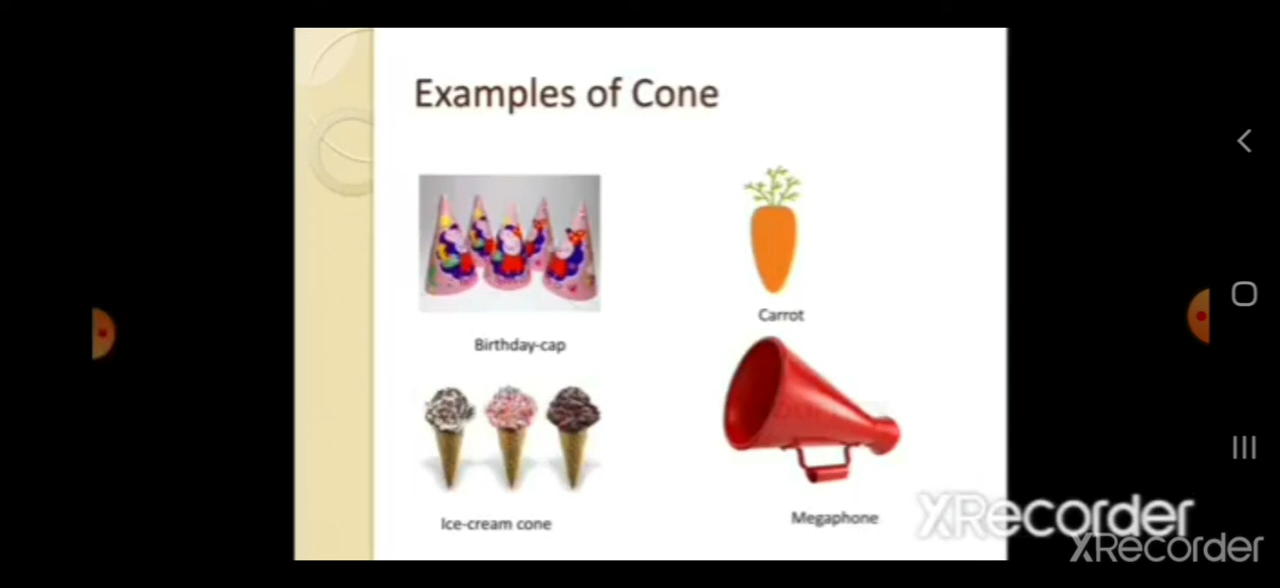 Examples of Cone
Birthday-cap
Carrot
Ice-cream cone
Megaphone
XRecorder
XRecorder